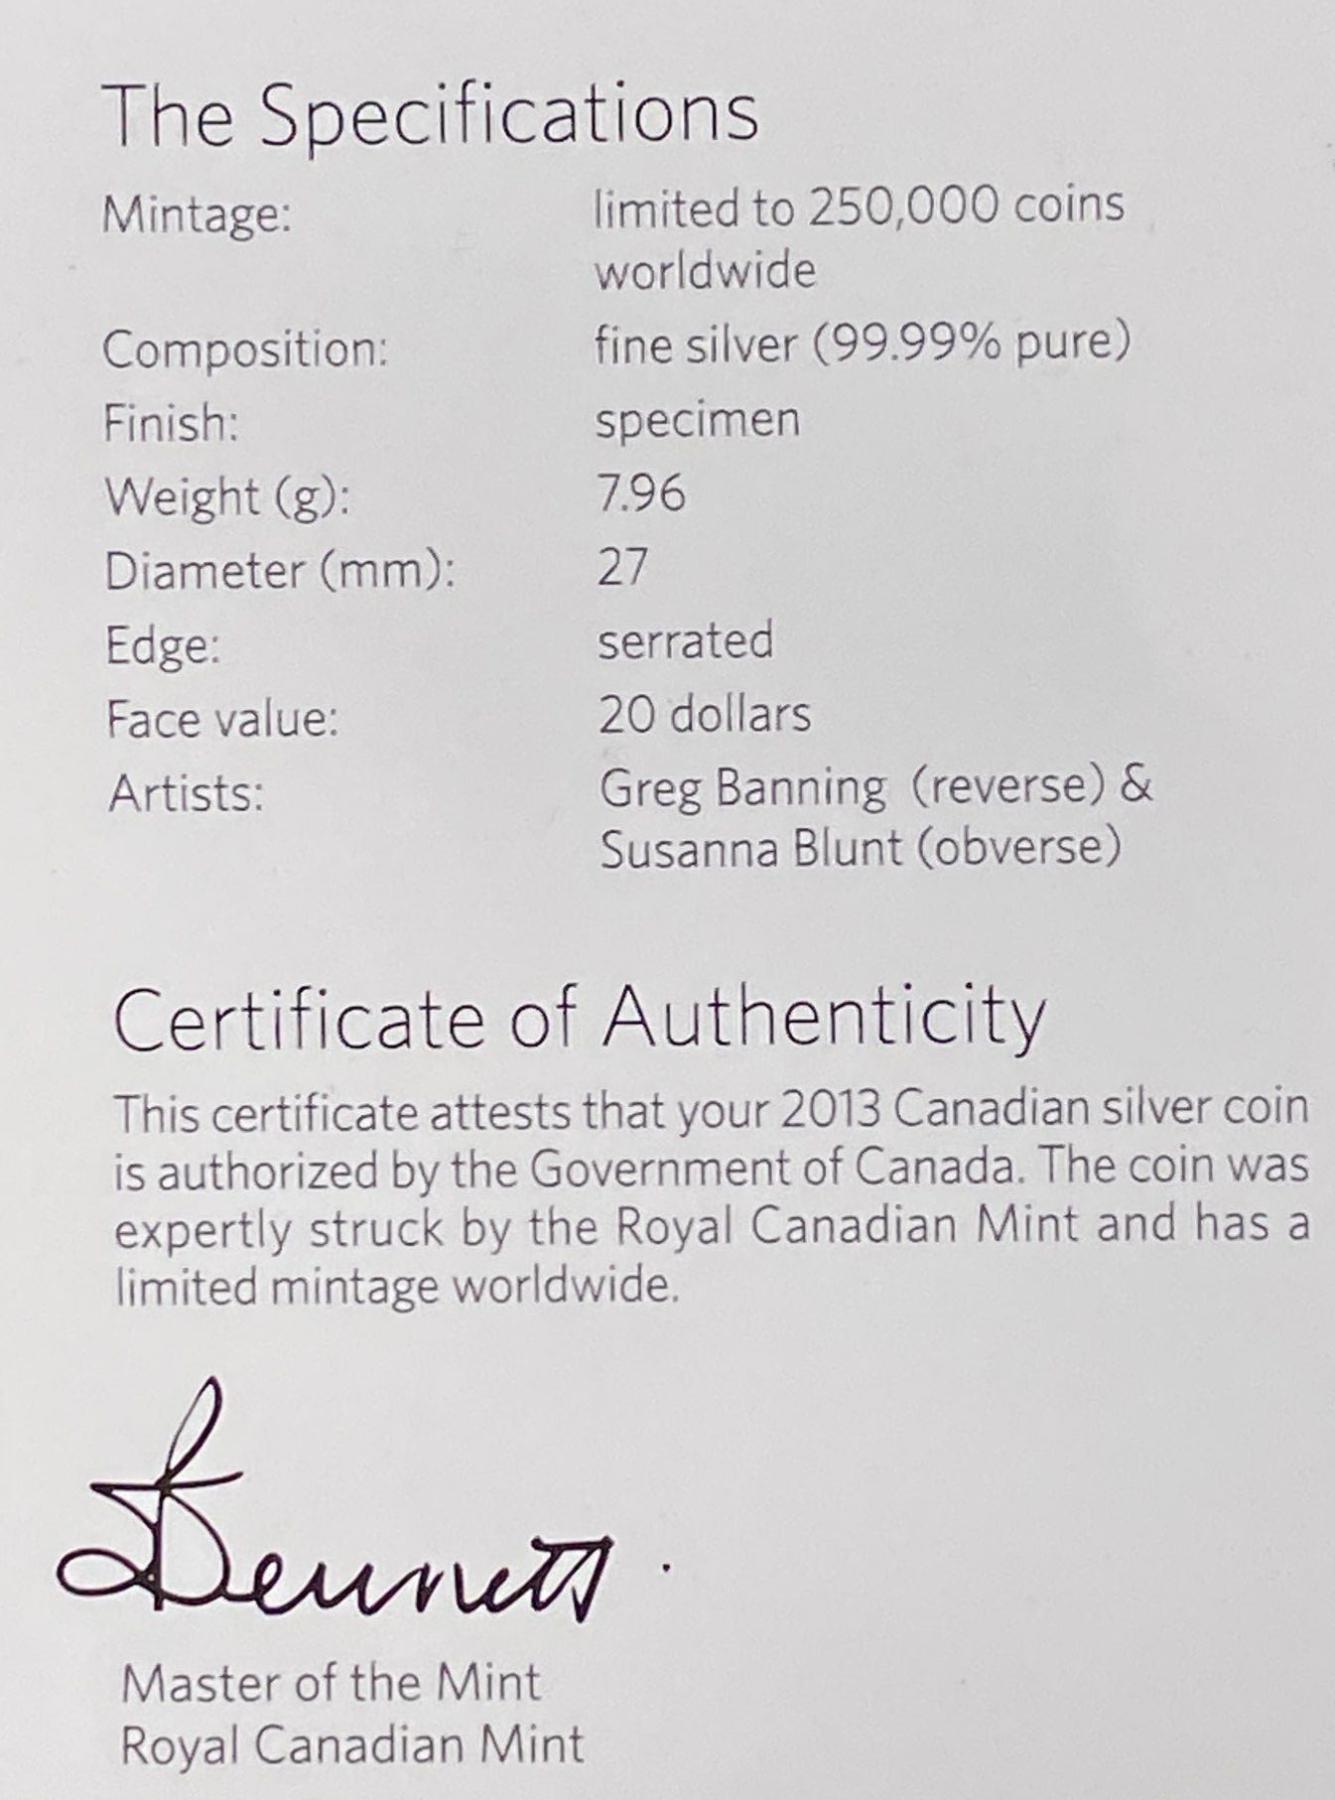 The Specifications
Mintage: limited to 250,000 coins
worldwide
Composition: fine silver (99.99% pure)
Finish: specimen
Weight (g): 7.96
Diameter (mm): 27
Edge: serrated
Face value: 20 dollars
Artists: Greg Banning (reverse) &
Susanna Blunt (obverse)
Certificate of Authenticity
This certificate attests that your 2013 Canadian silver coin
is authorized by the Government of Canada. The coin was
expertly struck by the Royal Canadian Mint and has a
limited mintage worldwide.
Bennett
Master of the Mint
Royal Canadian Mint